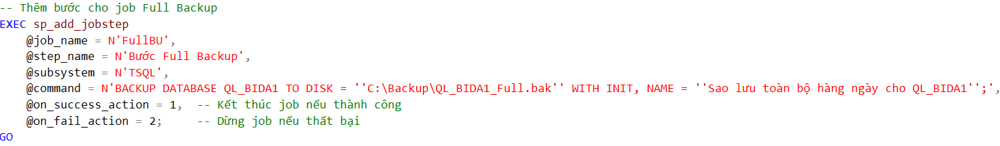 -- Thêm bước cho job Full Backup
EXEC sp_add_jobstep
    @job_name = N'FullBU',
    @step_name = N'Bước Full Backup',
    @subsystem = N'TSQL',
    @command = N'BACKUP DATABASE QL_BIDA1 TO DISK = ''C:\Backup\QL_BIDA1_Full.bak'' WITH INIT, NAME = ''Sao lưu toàn bộ hàng ngày cho QL_BIDA1'';',
    @on_success_action = 1,  -- Kết thúc job nếu thành công
    @on_fail_action = 2;     -- Dừng job nếu thất bại
GO